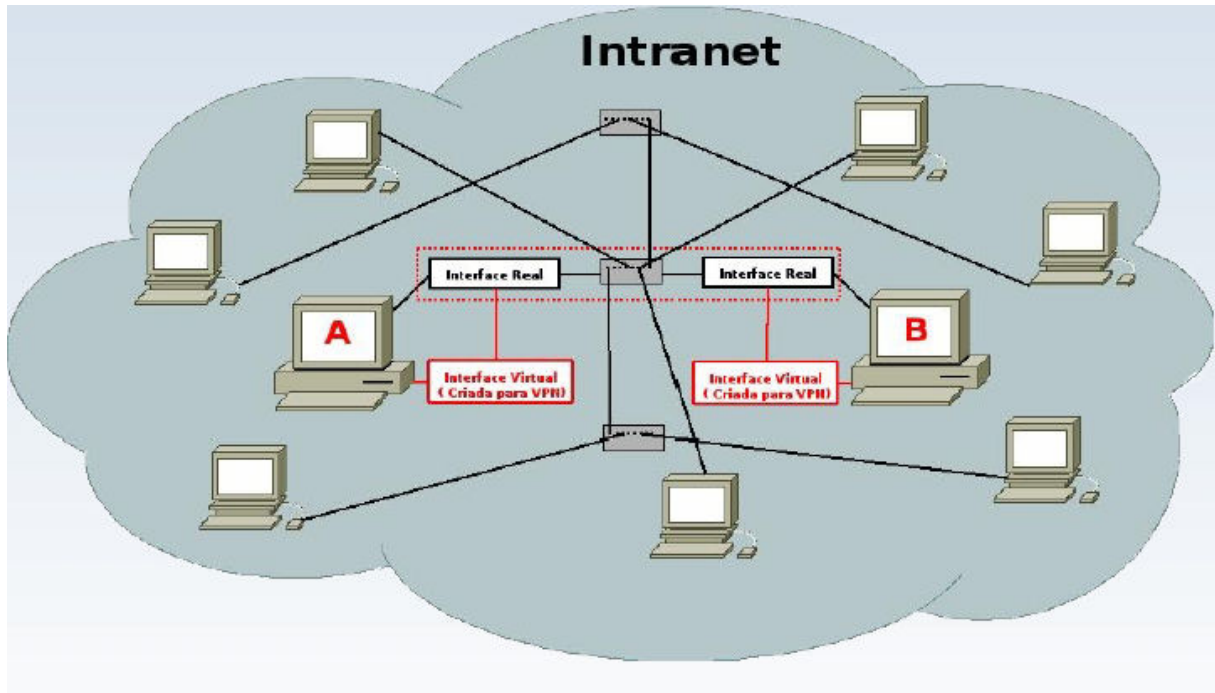 Intranet
Interface Real
Interface Real
A
B
Interface Virtual
( Criada para VPN)
Interface Virtual
( Criada para VPN)